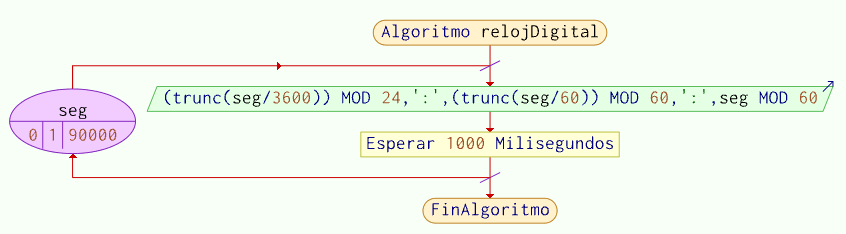 Algoritmo relojDigital
seg
0 1 90000
(trunc(seg/3600)) MOD 24,':',(trunc(seg/60)) MOD 60,':',seg MOD 60
Esperar 1000 Milisegundos
FinAlgoritmo